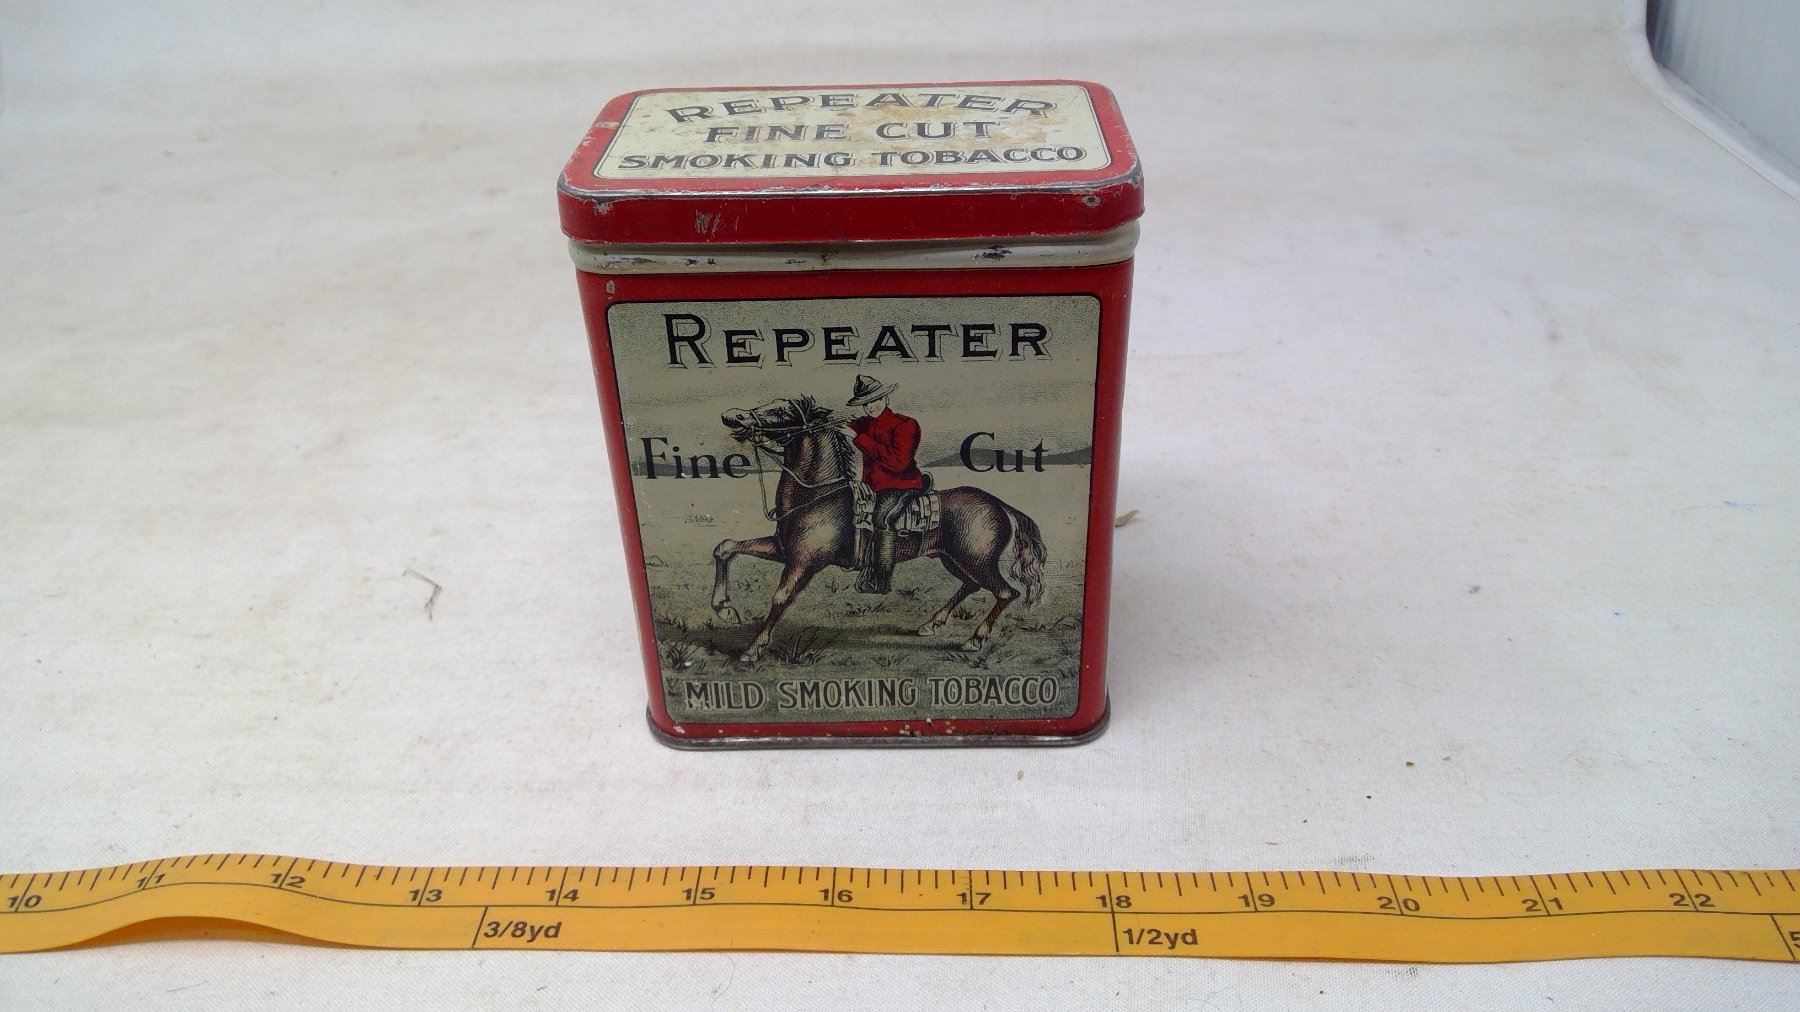 REPEATER
FINE CUT
SMOKING TOBACCO
REPEATER
Fine Cut
MILD SMOKING TOBACCO
10 11 12 13 14 15 16 17 18 19 20 21 22
3/8yd 1/2yd 5